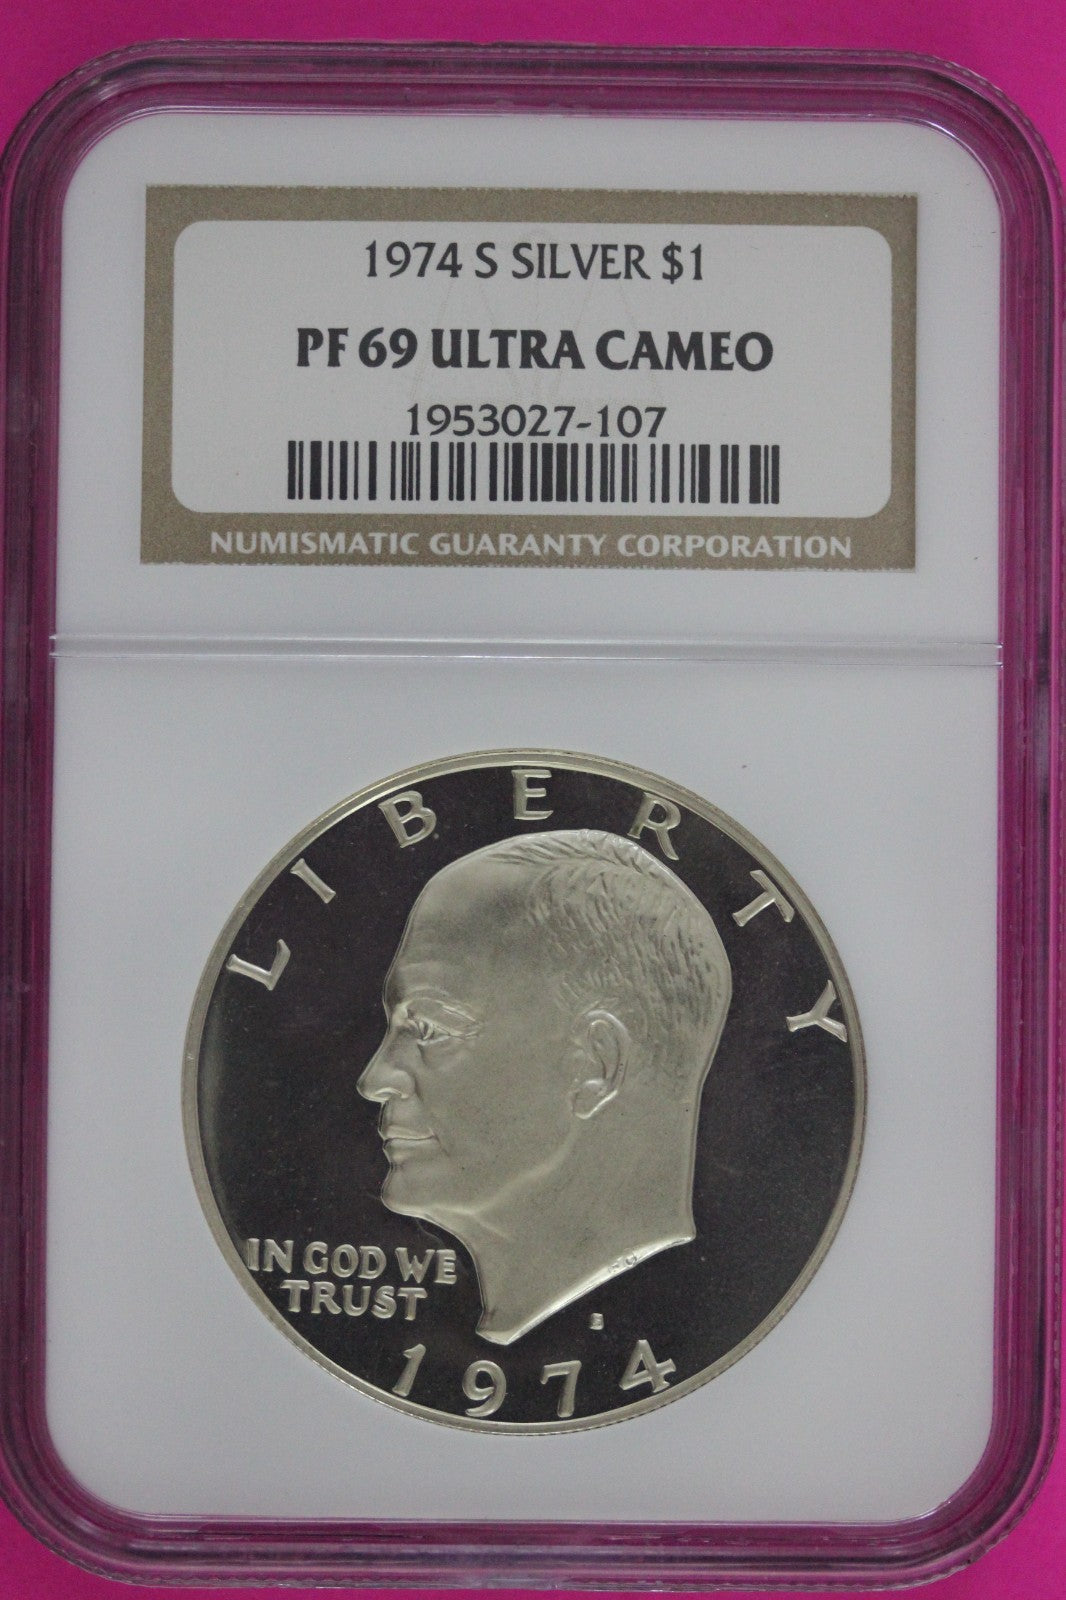 1974 S SILVER $1
PF 69 ULTRA CAMEO
1953027-107
NUMISMATIC GUARANTY CORPORATION
LIBERTY
IN GOD WE
TRUST
S
1974